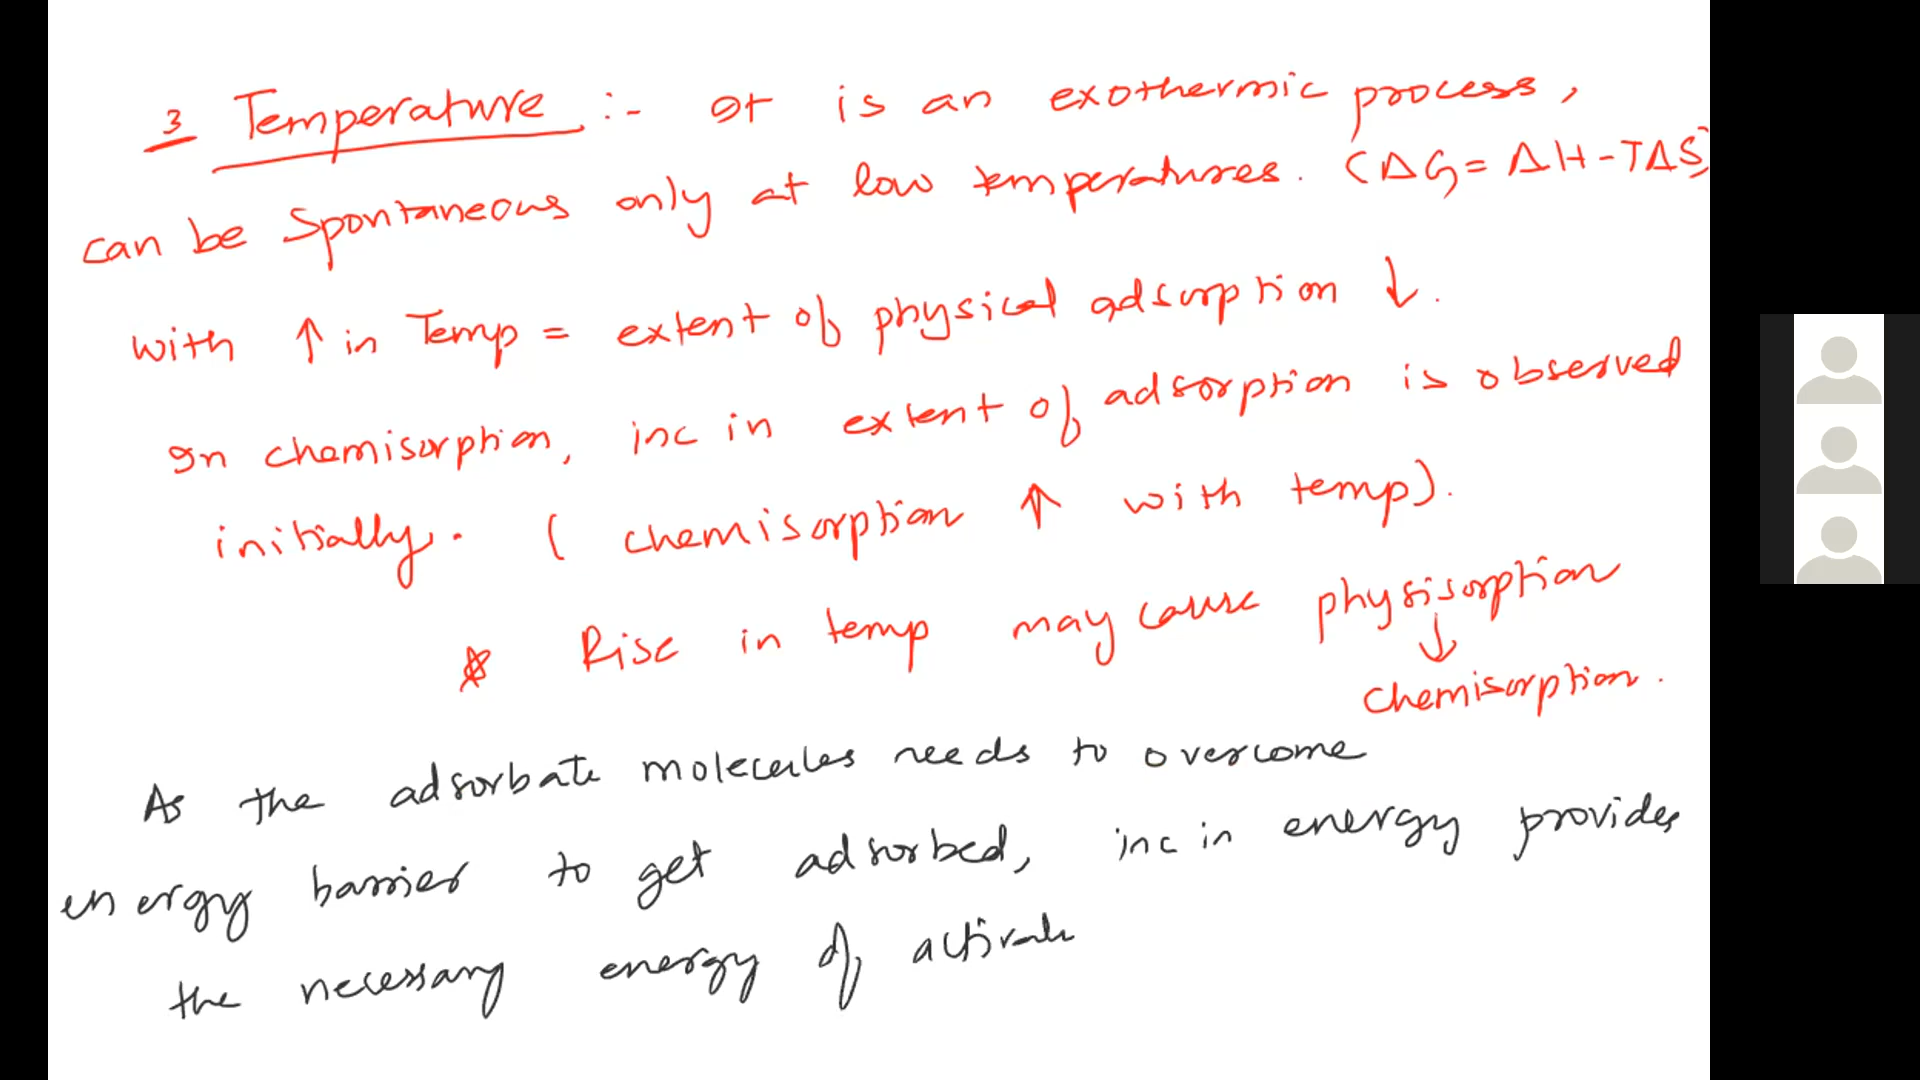 3 Temperature :- It is an exothermic process,
can be spontaneous only at low temperatures. (ΔG = ΔH - TΔS)
with ↑ in Temp = extent of physical adsorption ↓.
In chemisorption, inc in extent of adsorption is observed
initially. ( chemisorption ↑ with temp).
* Rise in temp may cause physisorption
↓
chemisorption.
As the adsorbate molecules needs to overcome
energy barrier to get adsorbed, inc in energy provides
the necessary energy of activate